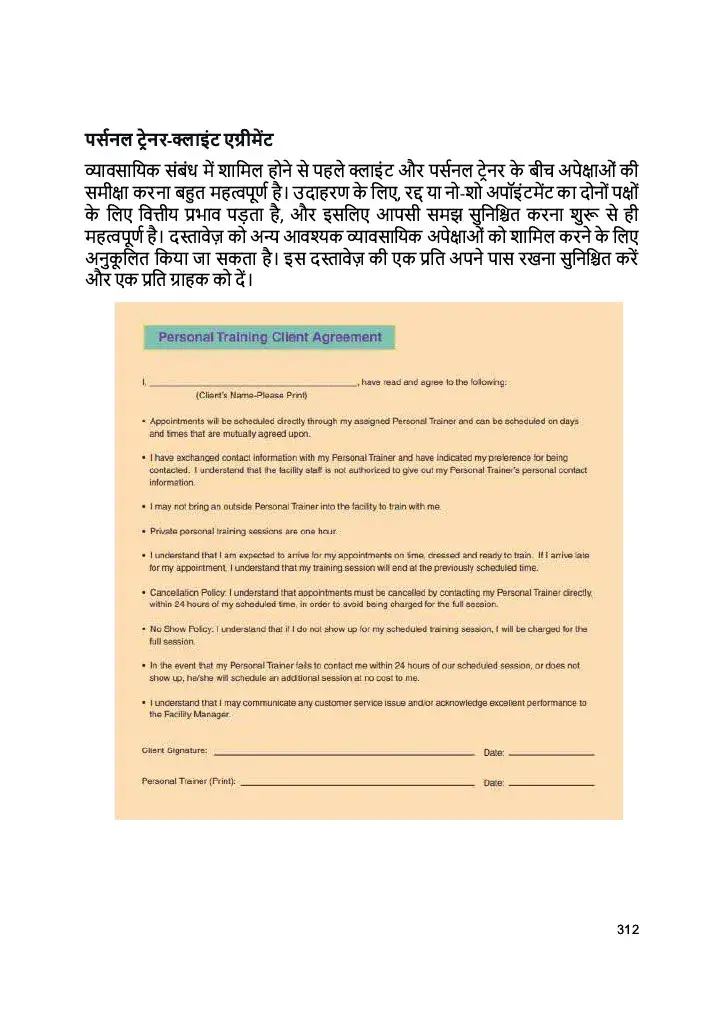 पर्सनल ट्रेनर-क्लाइंट एग्रीमेंट
व्यावसायिक संबंध में शामिल होने से पहले क्लाइंट और पर्सनल ट्रेनर के बीच अपेक्षाओं की
समीक्षा करना बहुत महत्वपूर्ण है। उदाहरण के लिए, रद्द या नो-शो अपॉइंटमेंट का दोनों पक्षों
के लिए वित्तीय प्रभाव पड़ता है, और इसलिए आपसी समझ सुनिश्चित करना शुरू से ही
महत्वपूर्ण है। दस्तावेज़ को अन्य आवश्यक व्यावसायिक अपेक्षाओं को शामिल करने के लिए
अनुकूलित किया जा सकता है। इस दस्तावेज़ की एक प्रति अपने पास रखना सुनिश्चित करें
और एक प्रति ग्राहक को दें।
Personal Training Client Agreement
I, ________________________________________, have read and agree to the following:
(Client's Name-Please Print)
• Appointments will be scheduled directly through my assigned Personal Trainer and can be scheduled on days
and times that are mutually agreed upon.
• I have exchanged contact information with my Personal Trainer and have indicated my preference for being
contacted. I understand that the facility staff is not authorized to give out my Personal Trainer's personal contact
information.
• I may not bring an outside Personal Trainer into the facility to train with me.
• Private personal training sessions are one hour.
• I understand that I am expected to arrive for my appointments on time, dressed and ready to train. If I arrive late
for my appointment, I understand that my training session will end at the previously scheduled time.
• Cancellation Policy: I understand that appointments must be cancelled by contacting my Personal Trainer directly,
within 24 hours of my scheduled time, in order to avoid being charged for the full session.
• No Show Policy: I understand that if I do not show up for my scheduled training session, I will be charged for the
full session.
• In the event that my Personal Trainer fails to contact me within 24 hours of our scheduled session, or does not
show up, he/she will schedule an additional session at no cost to me.
• I understand that I may communicate any customer service issue and/or acknowledge excellent performance to
the Facility Manager.
Client Signature: ________________________________________ Date: ________________
Personal Trainer (Print): ________________________________________ Date: ________________
312